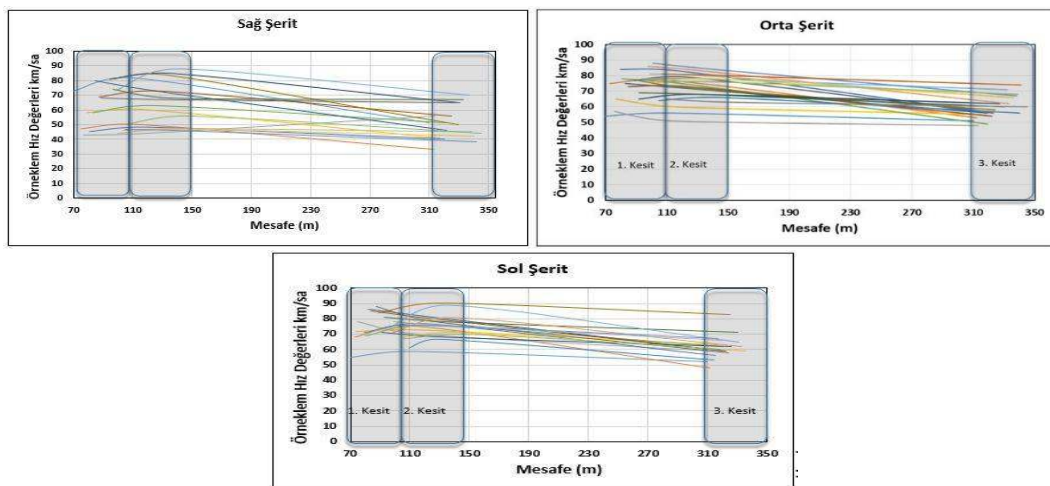 Sağ Şerit
Örneklem Hız Değerleri km/sa
100
90
80
70
60
50
40
30
20
10
0
70 110 150 190 230 270 310 350
Mesafe (m)
Orta Şerit
Örneklem Hız Değerleri km/sa
100
90
80
70
60
50
40
30
20
10
0
1. Kesit 2. Kesit 3. Kesit
70 110 150 190 230 270 310 350
Mesafe (m)
Sol Şerit
Örneklem Hız Değerleri km/sa
100
90
80
70
60
50
40
30
20
10
0
1. Kesit 2. Kesit 3. Kesit
70 110 150 190 230 270 310 350
Mesafe (m)
:
: